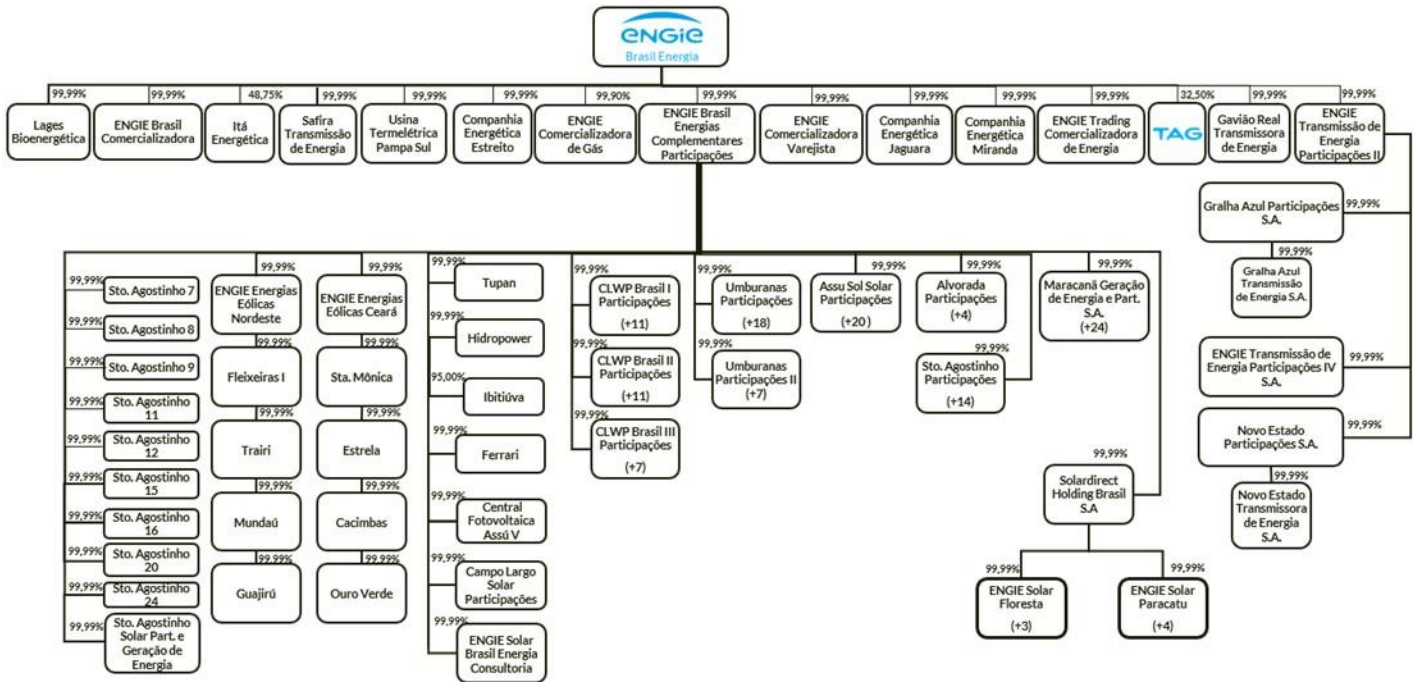 ENGIE
Brasil Energia
99,99%
99,99%
48,75%
99,99%
99,99%
99,99%
99,90%
99,99%
99,99%
99,99%
99,99%
99,99%
32,50%
99,99%
99,99%
Lages
Bioenergética
ENGIE Brasil
Comercializadora
Itá
Energética
Safira
Transmissão
de Energia
Usina
Termelétrica
Pampa Sul
Companhia
Energética
Estreito
ENGIE
Comercializadora
de Gás
ENGIE Brasil
Energias
Complementares
Participações
ENGIE
Comercializadora
Varejista
Companhia
Energética
Jaguara
Companhia
Energética
Miranda
ENGIE Trading
Comercializadora
de Energia
TAG
Gavião Real
Transmissora
de Energia
ENGIE
Transmissão de
Energia
Participações II
99,99%
Sto. Agostinho 7
99,99%
Sto. Agostinho 8
99,99%
Sto. Agostinho 9
99,99%
Sto. Agostinho
11
99,99%
Sto. Agostinho
12
99,99%
Sto. Agostinho
15
99,99%
Sto. Agostinho
16
99,99%
Sto. Agostinho
20
99,99%
Sto. Agostinho
24
99,99%
Sto. Agostinho
Solar Part. e
Geração de
Energia
99,99%
ENGIE Energias
Eólicas
Nordeste
99,99%
Fleixeiras I
99,99%
Trairi
99,99%
Mundaú
99,99%
Guajirú
99,99%
ENGIE Energias
Eólicas Ceará
99,99%
Sta. Mônica
99,99%
Estrela
99,99%
Cacimbas
99,99%
Ouro Verde
99,99%
Tupan
99,99%
Hidropower
95,00%
Ibitiúva
99,99%
Ferrari
99,99%
Central
Fotovoltaica
Assú V
99,99%
Campo Largo
Solar
Participações
99,99%
ENGIE Solar
Brasil Energia
Consultoria
99,99%
CLWP Brasil I
Participações
(+11)
99,99%
CLWP Brasil II
Participações
(+11)
99,99%
CLWP Brasil III
Participações
(+7)
99,99%
Umburanas
Participações
(+18)
99,99%
Umburanas
Participações II
(+7)
99,99%
Assu Sol Solar
Participações
(+20)
99,99%
Alvorada
Participações
(+4)
99,99%
Sto. Agostinho
Participações
(+14)
99,99%
Maracanã Geração
de Energia e Part.
S.A.
(+24)
99,99%
Solardirect
Holding Brasil
S.A
99,99%
ENGIE Solar
Floresta
(+3)
99,99%
ENGIE Solar
Paracatu
(+4)
Gralha Azul Participações
S.A.
99,99%
99,99%
Gralha Azul
Transmissão
de Energia S.A.
ENGIE Transmissão de
Energia Participações IV
S.A.
99,99%
Novo Estado
Participações S.A.
99,99%
99,99%
Novo Estado
Transmissora
de Energia
S.A.